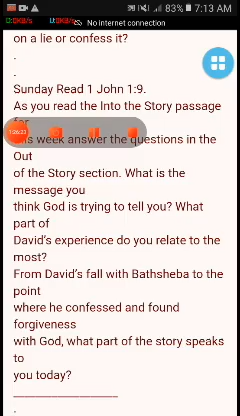 0:0KB/s U:0KB/s No internet connection 83% 7:13 AM
on a lie or confess it?
.
.
Sunday Read 1 John 1:9.
As you read the Into the Story passage
for
this week answer the questions in the
Out
of the Story section. What is the
message you
think God is trying to tell you? What
part of
David's experience do you relate to the
most?
From David's fall with Bathsheba to the
point
where he confessed and found
forgiveness
with God, what part of the story speaks
to you today?
____________________
.